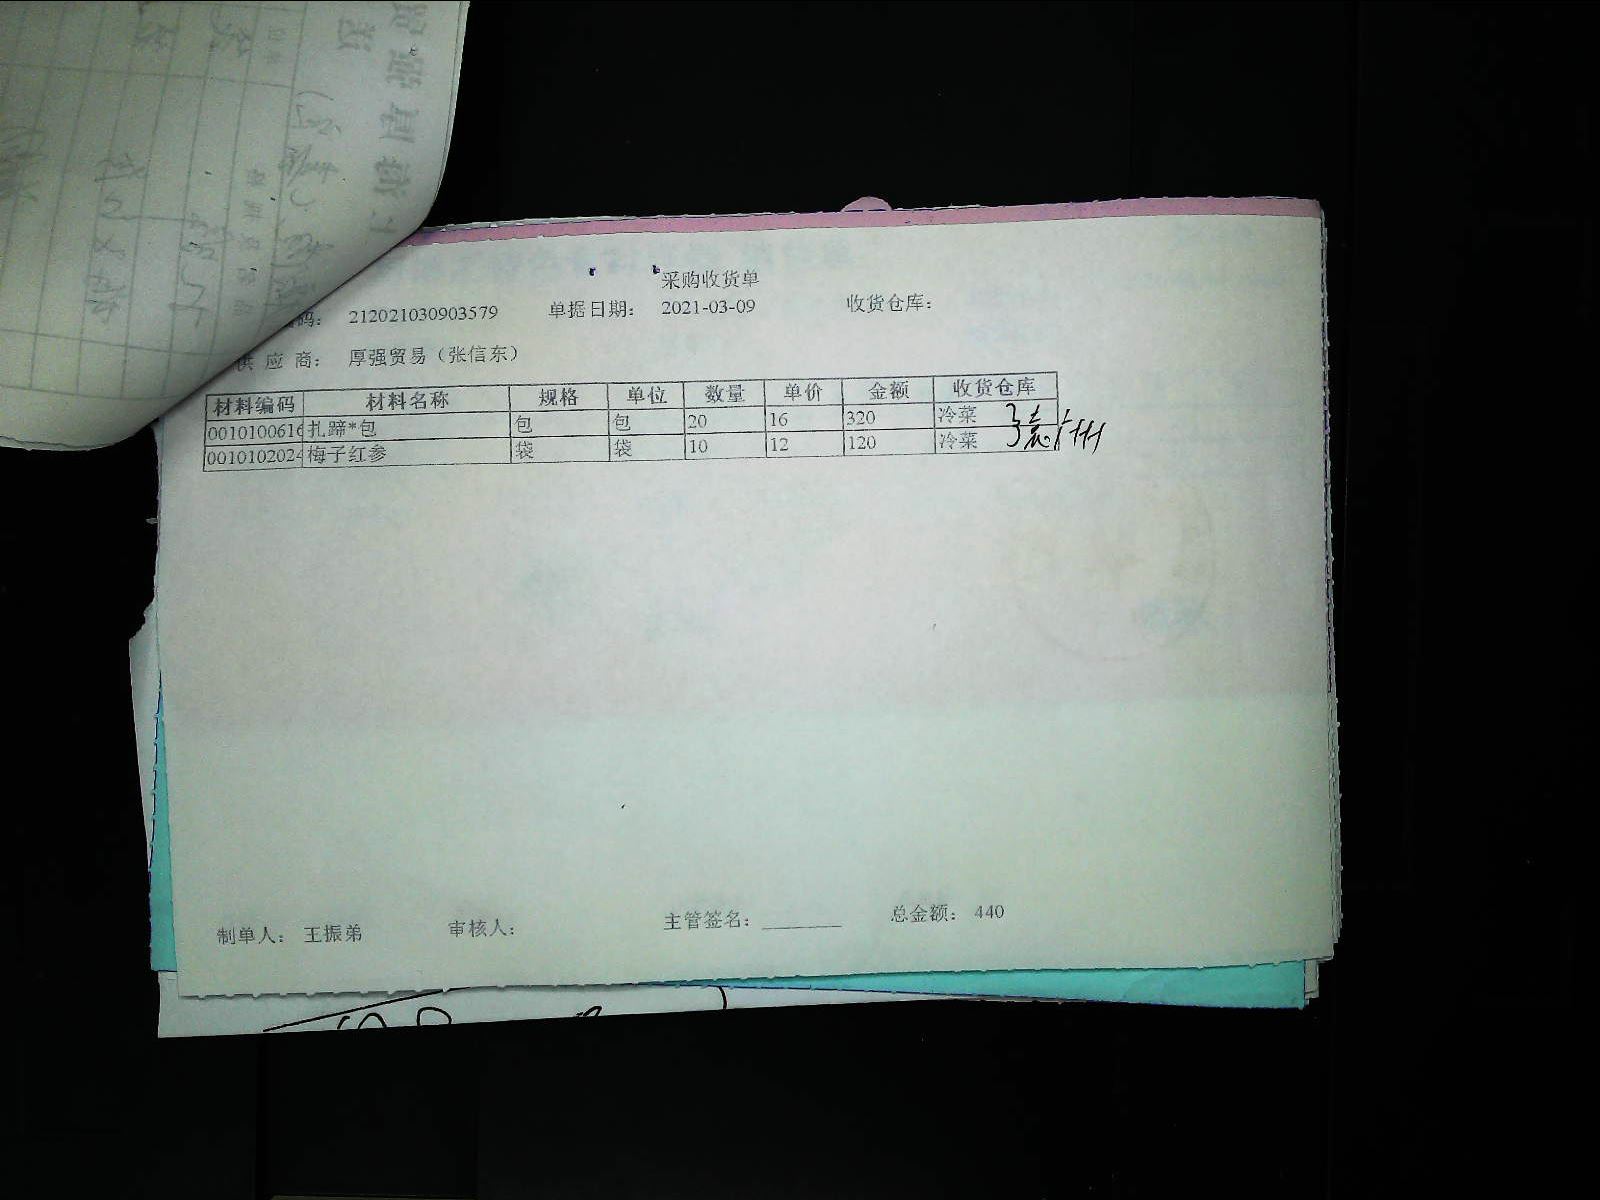 采购收货单
码： 212021030903579 单据日期： 2021-03-09 收货仓库：
供 应 商： 厚强贸易（张信东）
材料编码 材料名称 规格 单位 数量 单价 金额 收货仓库
0010100616 扎蹄*包 包 包 20 16 320 冷菜
0010102024 梅子红参 袋 袋 10 12 120 冷菜
制单人： 王振弟 审核人： 主管签名：________ 总金额： 440